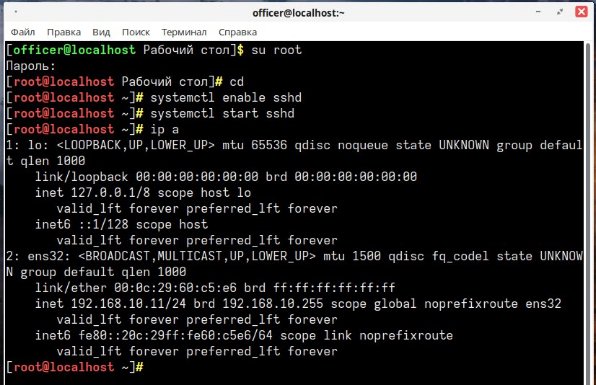 officer@localhost:~
Файл Правка Вид Поиск Терминал Справка
[officer@localhost Рабочий стол]$ su root
Пароль:
[root@localhost Рабочий стол]# cd
[root@localhost ~]# systemctl enable sshd
[root@localhost ~]# systemctl start sshd
[root@localhost ~]# ip a
1: lo: <LOOPBACK,UP,LOWER_UP> mtu 65536 qdisc noqueue state UNKNOWN group defaul
t qlen 1000
    link/loopback 00:00:00:00:00:00 brd 00:00:00:00:00:00
    inet 127.0.0.1/8 scope host lo
       valid_lft forever preferred_lft forever
    inet6 ::1/128 scope host
       valid_lft forever preferred_lft forever
2: ens32: <BROADCAST,MULTICAST,UP,LOWER_UP> mtu 1500 qdisc fq_codel state UNKNOW
N group default qlen 1000
    link/ether 00:0c:29:60:c5:e6 brd ff:ff:ff:ff:ff:ff
    inet 192.168.10.11/24 brd 192.168.10.255 scope global noprefixroute ens32
       valid_lft forever preferred_lft forever
    inet6 fe80::20c:29ff:fe60:c5e6/64 scope link noprefixroute
       valid_lft forever preferred_lft forever
[root@localhost ~]#